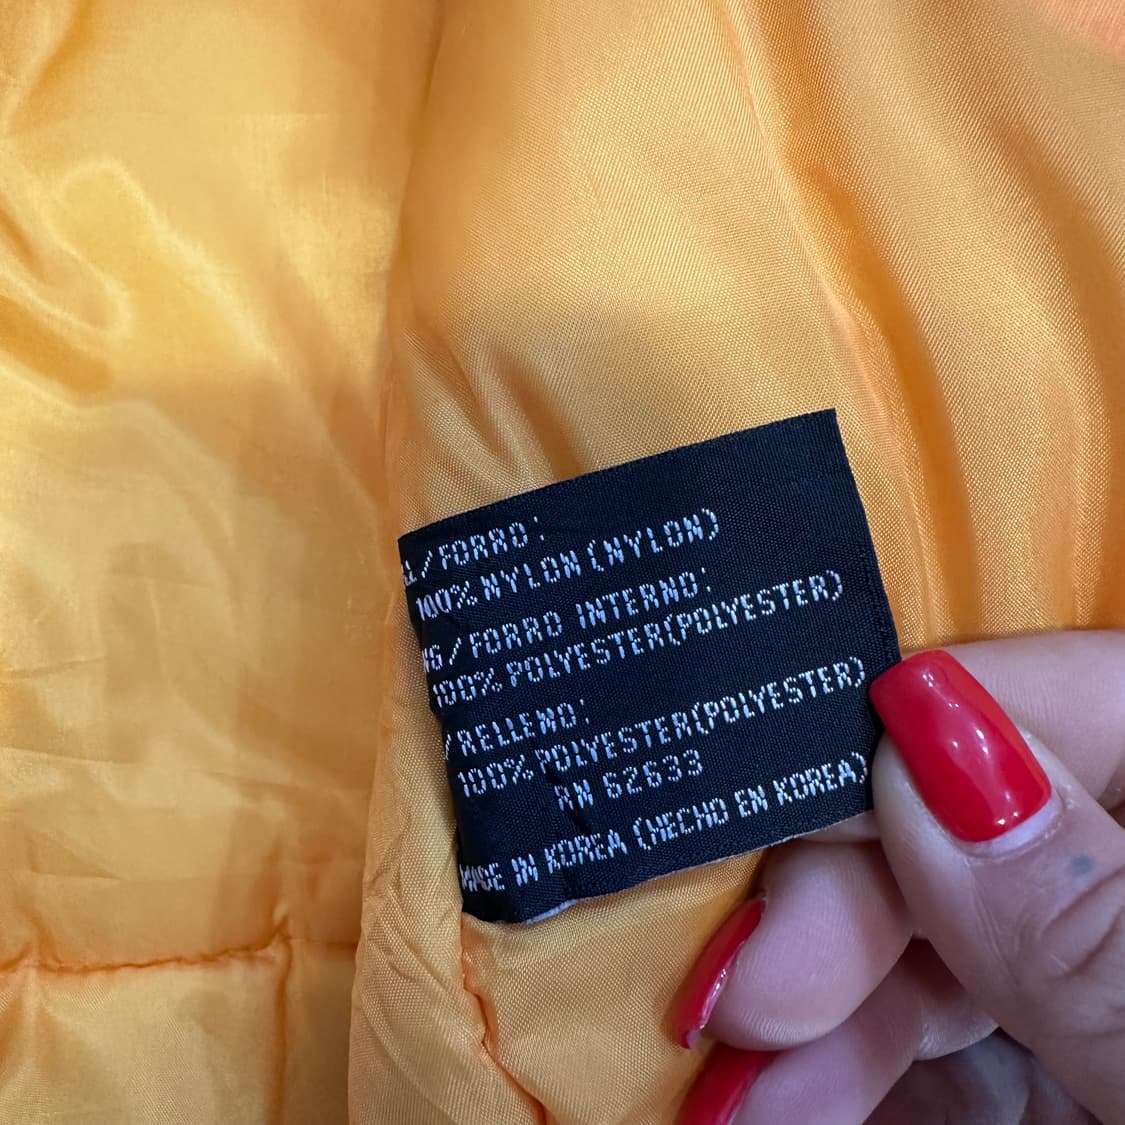 /FORRO:
100% NYLON (NYLON)
/FORRO INTERNO:
100% POLYESTER(POLYESTER)
/RELLENO:
100% POLYESTER(POLYESTER)
RN 62633
MADE IN KOREA (HECHO EN KOREA)